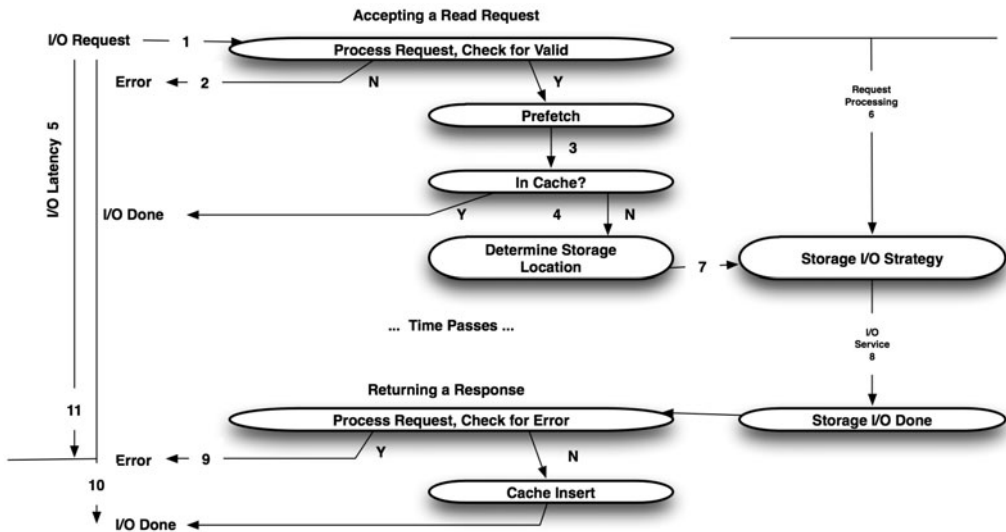 Accepting a Read Request
I/O Request
1
Process Request, Check for Valid
Error
2
N
Y
Request
Processing
6
Prefetch
3
I/O Latency 5
In Cache?
I/O Done
Y
4
N
Determine Storage
Location
7
Storage I/O Strategy
... Time Passes ...
I/O
Service
8
Returning a Response
11
Process Request, Check for Error
Storage I/O Done
Error
9
Y
N
10
Cache Insert
I/O Done